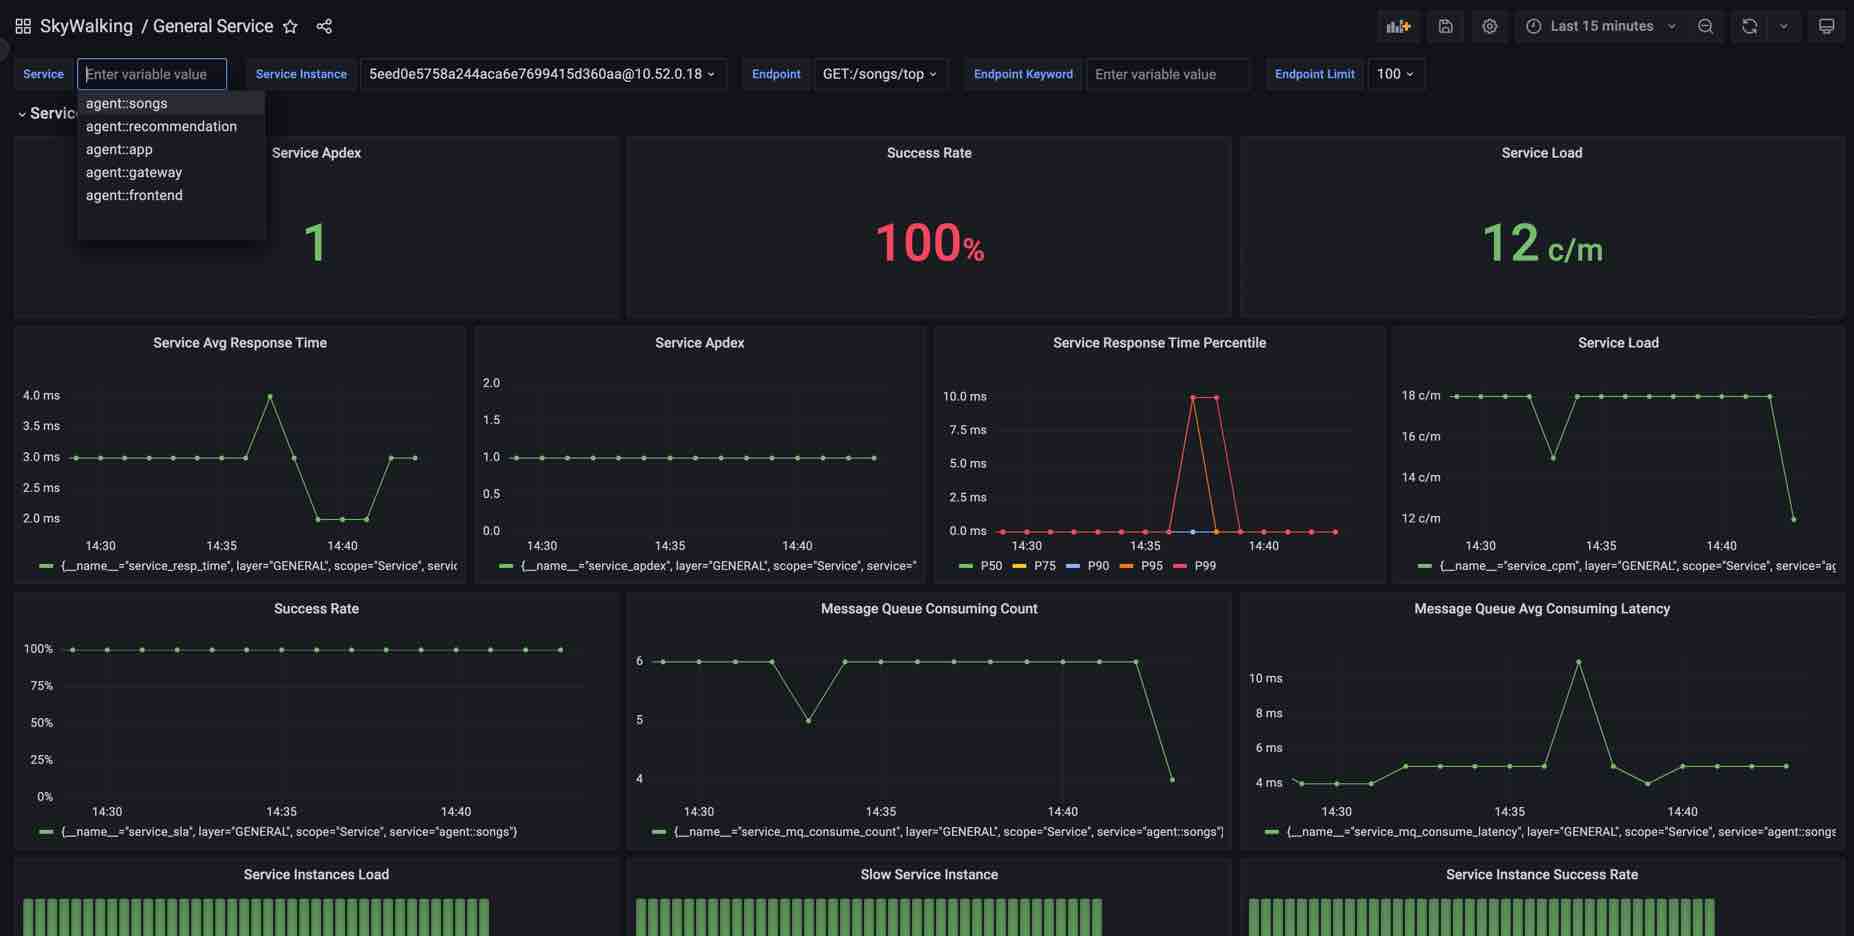 SkyWalking / General Service
Last 15 minutes
Service
Enter variable value
Service Instance
5eed0e5758a244aca6e7699415d360aa@10.52.0.18
Endpoint
GET:/songs/top
Endpoint Keyword
Enter variable value
Endpoint Limit
100
agent::songs
agent::recommendation
agent::app
agent::gateway
agent::frontend
Service
Service Apdex
1
Success Rate
100%
Service Load
12 c/m
Service Avg Response Time
4.0 ms
3.5 ms
3.0 ms
2.5 ms
2.0 ms
14:30
14:35
14:40
{__name__="service_resp_time", layer="GENERAL", scope="Service", servic
Service Apdex
2.0
1.5
1.0
0.5
0.0
14:30
14:35
14:40
{__name__="service_apdex", layer="GENERAL", scope="Service", service="
Service Response Time Percentile
10.0 ms
7.5 ms
5.0 ms
2.5 ms
0.0 ms
14:30
14:35
14:40
P50
P75
P90
P95
P99
Service Load
18 c/m
16 c/m
14 c/m
12 c/m
14:30
14:35
14:40
{__name__="service_cpm", layer="GENERAL", scope="Service", service="ag
Success Rate
100%
75%
50%
25%
0%
14:30
14:35
14:40
{__name__="service_sla", layer="GENERAL", scope="Service", service="agent::songs"}
Message Queue Consuming Count
6
5
4
14:30
14:35
14:40
{__name__="service_mq_consume_count", layer="GENERAL", scope="Service", service="agent::songs"}
Message Queue Avg Consuming Latency
10 ms
8 ms
6 ms
4 ms
14:30
14:35
14:40
{__name__="service_mq_consume_latency", layer="GENERAL", scope="Service", service="agent::songs
Service Instances Load
Slow Service Instance
Service Instance Success Rate